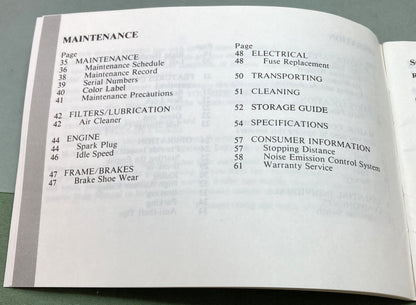 MAINTENANCE
Page
35 MAINTENANCE
36 Maintenance Schedule
38 Maintenance Record
39 Serial Numbers
40 Color Label
41 Maintenance Precautions
42 FILTERS/LUBRICATION
42 Air Cleaner
44 ENGINE
44 Spark Plug
46 Idle Speed
47 FRAME/BRAKES
47 Brake Shoe Wear
Page
48 ELECTRICAL
48 Fuse Replacement
50 TRANSPORTING
51 CLEANING
52 STORAGE GUIDE
54 SPECIFICATIONS
57 CONSUMER INFORMATION
57 Stopping Distance
58 Noise Emission Control System
61 Warranty Service